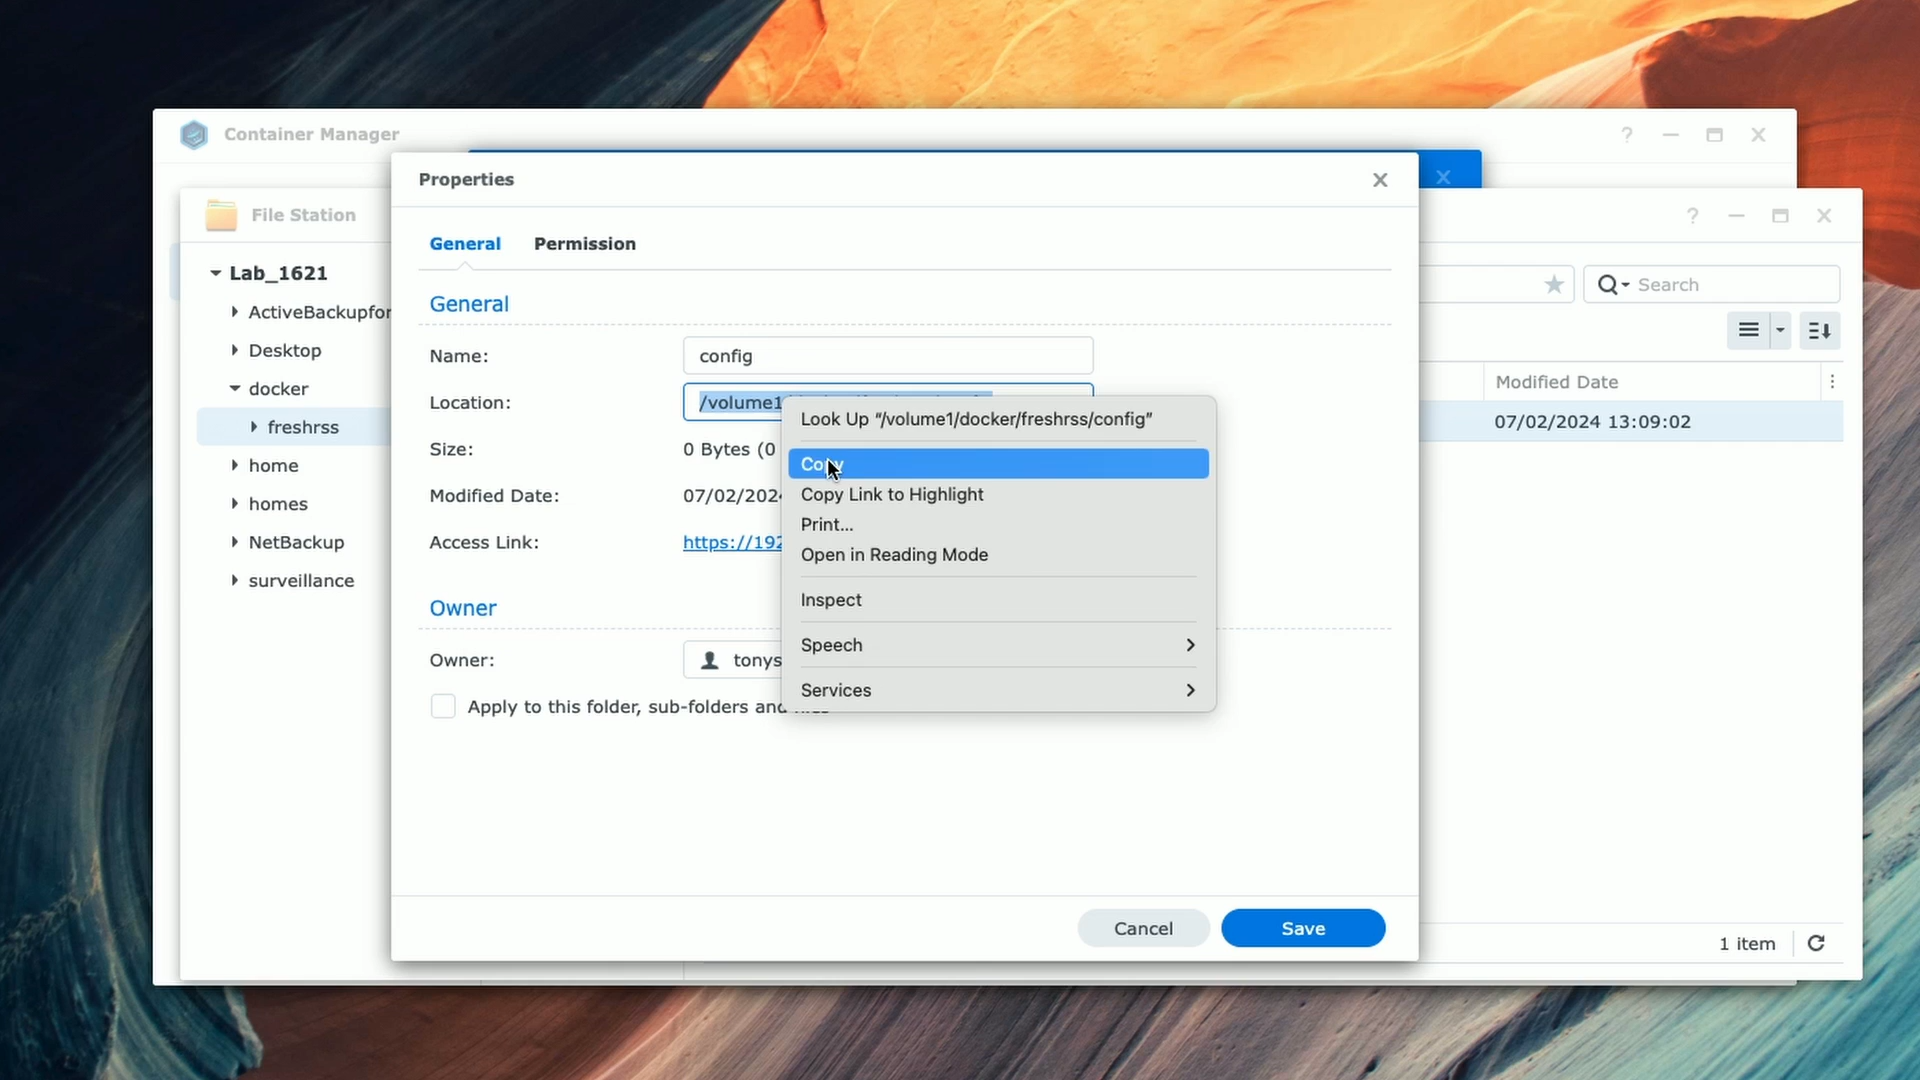 Container Manager
Properties
File Station
General Permission
Lab_1621
Search
ActiveBackupfor
General
Desktop
Name: config
Modified Date
docker
Location: /volume1
Look Up “/volume1/docker/freshrss/config”
07/02/2024 13:09:02
freshrss
Size: 0 Bytes (0
Copy
home
Modified Date: 07/02/202
Copy Link to Highlight
homes
Print...
NetBackup
Access Link: https://192
Open in Reading Mode
surveillance
Owner
Inspect
Speech
Owner: tonys
Services
Apply to this folder, sub-folders and
Cancel Save
1 item